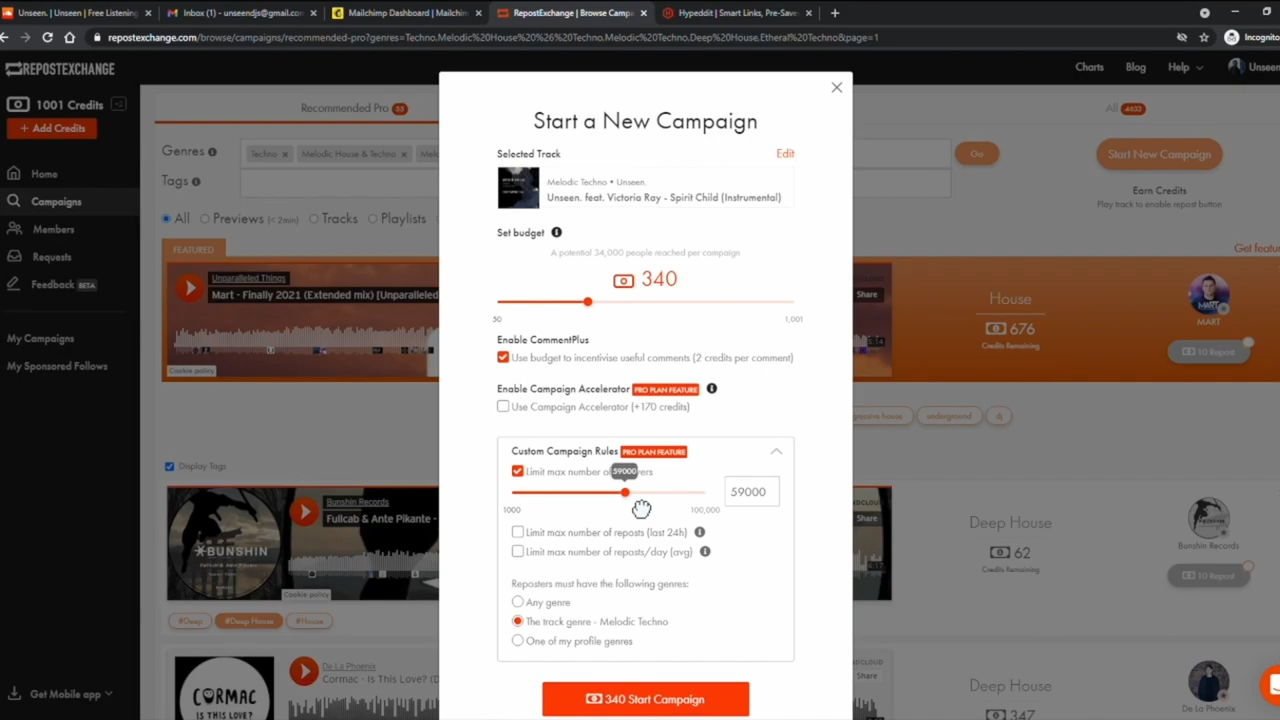 Unseen. | Unseen | Free Listening
Inbox (1) - unseendjs@gmail.co
Mailchimp Dashboard | Mailchim
RepostExchange | Browse Campa
Hypeddit | Smart Links, Pre-Save
repostexchange.com/browse/campaigns/recommended-pro?genres=Techno,Melodic%20House%20%26%20Techno,Melodic%20Techno,Deep%20House,Etheral%20Techno&page=1
Incognito
REPOSTEXCHANGE
Charts
Blog
Help
Unseen
1001 Credits
+2
+ Add Credits
Home
Campaigns
Members
Requests
Feedback BETA
My Campaigns
My Sponsored Follows
Get Mobile app
Recommended Pro 53
All 4633
Genres
Techno ×
Melodic House & Techno ×
Go
Tags
All
Previews (< 2min)
Tracks
Playlists
Start New Campaign
Earn Credits
Play track to enable repost button
FEATURED
Get featu
Unparalleled Things
Mart - Finally 2021 (Extended mix) [Unparalleled
Cookie policy
Share
5:14
House
676
Credits Remaining
MART
10 Repost
gressive house
underground
dj
Display Tags
Bunshin Records
Fullcab & Ante Pikante -
BUNSHIN
Cookie policy
LOUDCLOUD
Share
#Deep
#Deep House
#House
Deep House
62
Credits Remaining
Bunshin Records
10 Repost
De La Phoenix
Cormac - Is This Love? (D
CORMAC
IS THIS LOVE?
NDCLOUD
Share
Deep House
347
De La Phoenix
Start a New Campaign
Selected Track
Edit
Melodic Techno • Unseen.
Unseen. feat. Victoria Ray - Spirit Child (Instrumental)
Set budget
A potential 34,000 people reached per campaign
340
50
1,001
Enable CommentPlus
Use budget to incentivise useful comments (2 credits per comment)
Enable Campaign Accelerator PRO PLAN FEATURE
Use Campaign Accelerator (+170 credits)
Custom Campaign Rules PRO PLAN FEATURE
Limit max number of
59000
ers
59000
1000
100,000
Limit max number of reposts (last 24h)
Limit max number of reposts/day (avg)
Reposters must have the following genres:
Any genre
The track genre - Melodic Techno
One of my profile genres
340 Start Campaign